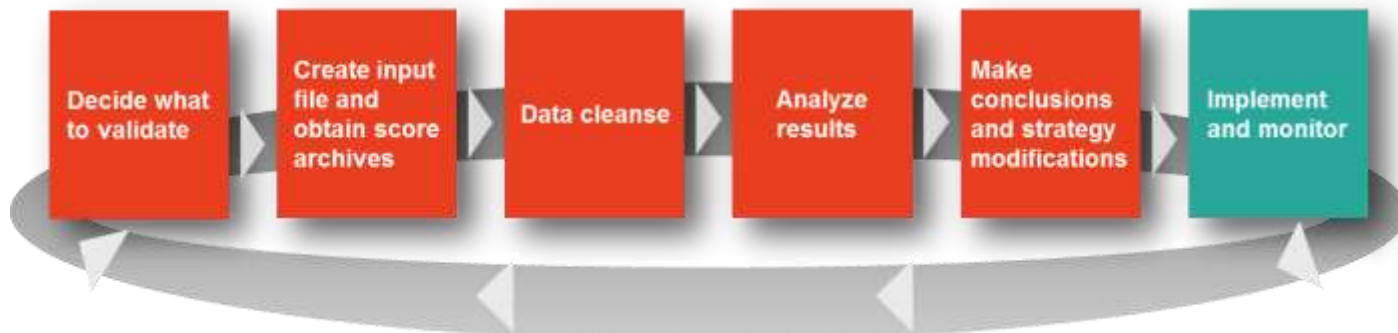 Decide what
to validate
Create input
file and
obtain score
archives
Data cleanse
Analyze
results
Make
conclusions
and strategy
modifications
Implement
and monitor